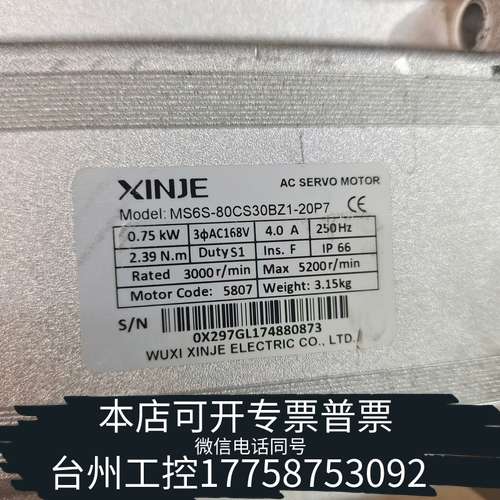 XINJE
AC SERVO MOTOR
Model: MS6S-80CS30BZ1-20P7 CE
0.75 kW 3ϕAC168V 4.0 A 250Hz
2.39 N.m Duty S1 Ins. F IP 66
Rated 3000r/min Max 5200r/min
Motor Code: 5807 Weight: 3.15kg
S/N
0X297GL174880873
WUXI XINJE ELECTRIC CO., LTD.
本店可开专票普票
微信电话同号
台州工控17758753092